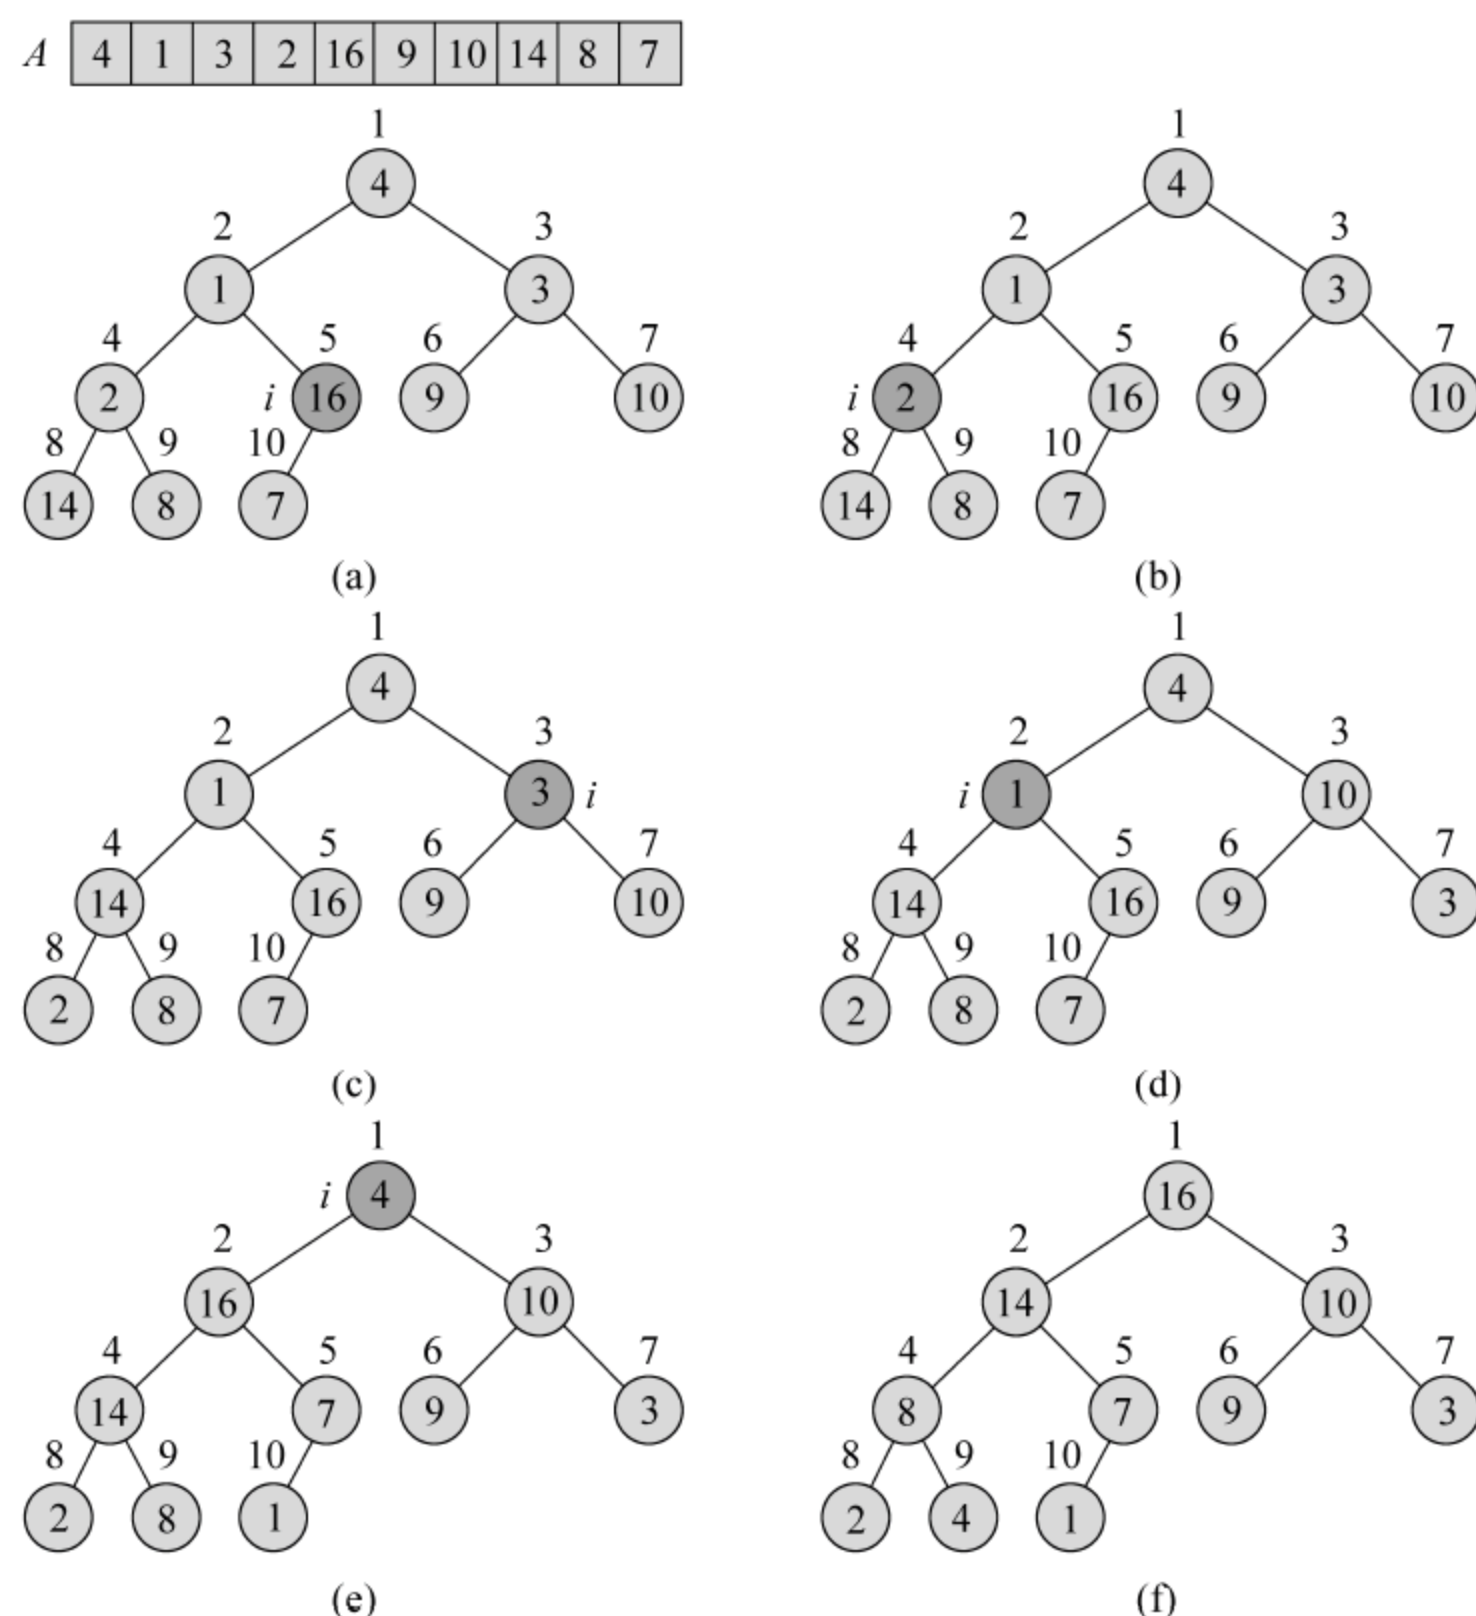 A 4 1 3 2 16 9 10 14 8 7
1 1
4 4
2 3 2 3
1 3 1 3
4 5 6 7 4 5 6 7
2 i 16 9 10 i 2 16 9 10
8 9 10 8 9 10
14 8 7 14 8 7
(a) (b)
1 1
4 4
2 3 2 3
1 3 i i 1 10
4 5 6 7 4 5 6 7
14 16 9 10 14 16 9 3
8 9 10 8 9 10
2 8 7 2 8 7
(c) (d)
1 1
i 4 16
2 3 2 3
16 10 14 10
4 5 6 7 4 5 6 7
14 7 9 3 8 7 9 3
8 9 10 8 9 10
2 8 1 2 4 1
(e) (f)